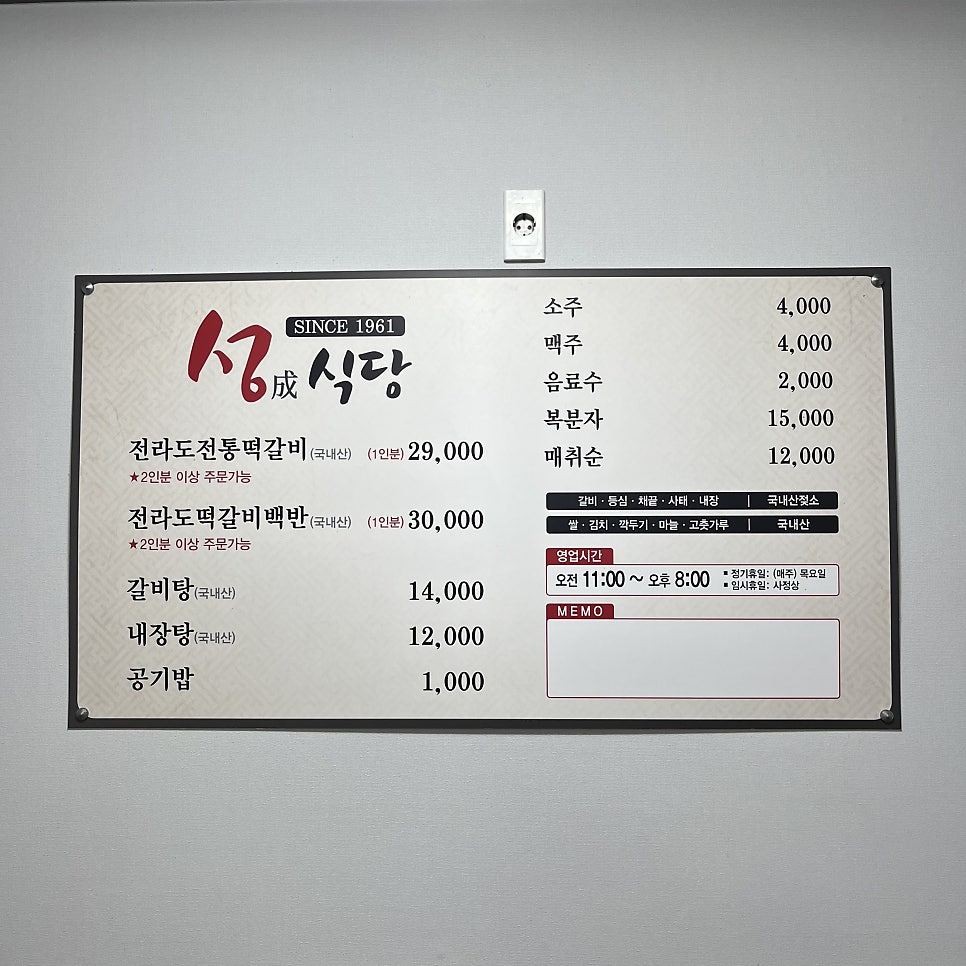 SINCE 1961
성成식당
전라도전통떡갈비(국내산) (1인분) 29,000
★2인분 이상 주문가능
전라도떡갈비백반(국내산) (1인분) 30,000
★2인분 이상 주문가능
갈비탕(국내산) 14,000
내장탕(국내산) 12,000
공기밥 1,000
소주 4,000
맥주 4,000
음료수 2,000
복분자 15,000
매취순 12,000
갈비 · 등심 · 채끝 · 사태 · 내장 | 국내산젖소
쌀 · 김치 · 깍두기 · 마늘 · 고춧가루 | 국내산
영업시간
오전 11:00 ~ 오후 8:00
▪정기휴일: (매주) 목요일
▪임시휴일: 사정상
MEMO